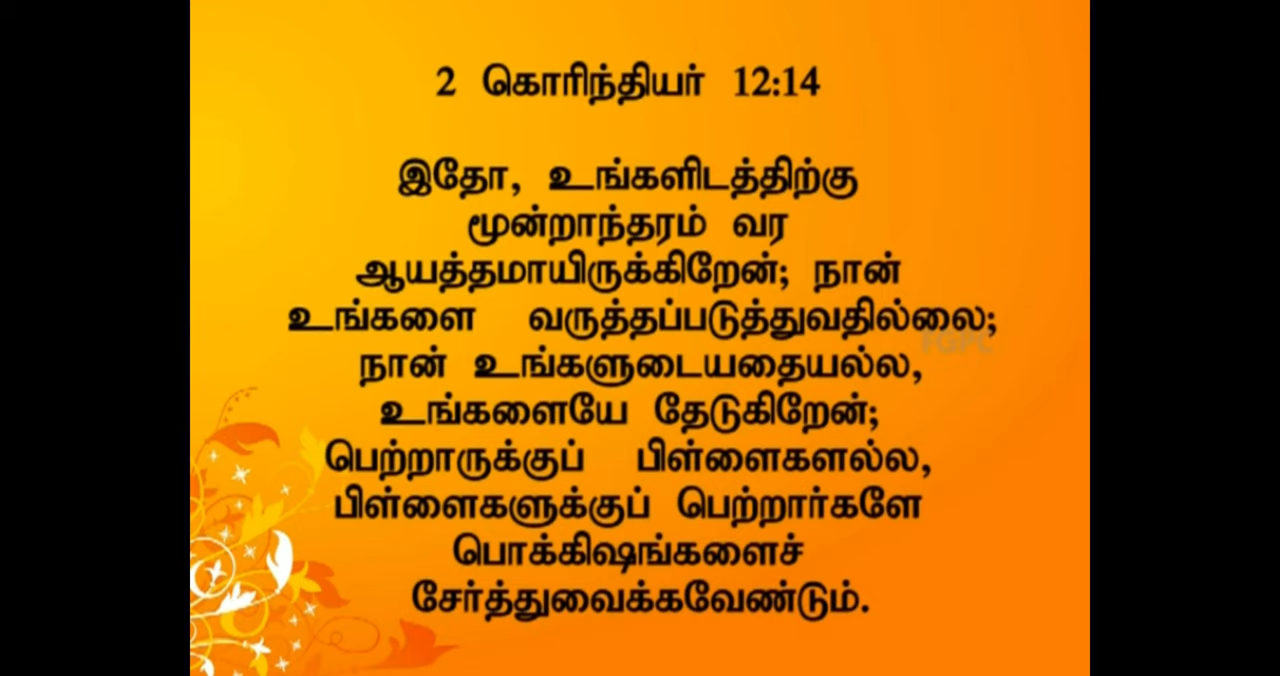 2 கொரிந்தியர் 12:14
இதோ, உங்களிடத்திற்கு
மூன்றாந்தரம் வர
ஆயத்தமாயிருக்கிறேன்; நான்
உங்களை வருத்தப்படுத்துவதில்லை;
TGPC
நான் உங்களுடையதையல்ல,
உங்களையே தேடுகிறேன்;
பெற்றாருக்குப் பிள்ளைகளல்ல,
பிள்ளைகளுக்குப் பெற்றார்களே
பொக்கிஷங்களைச்
சேர்த்துவைக்கவேண்டும்.